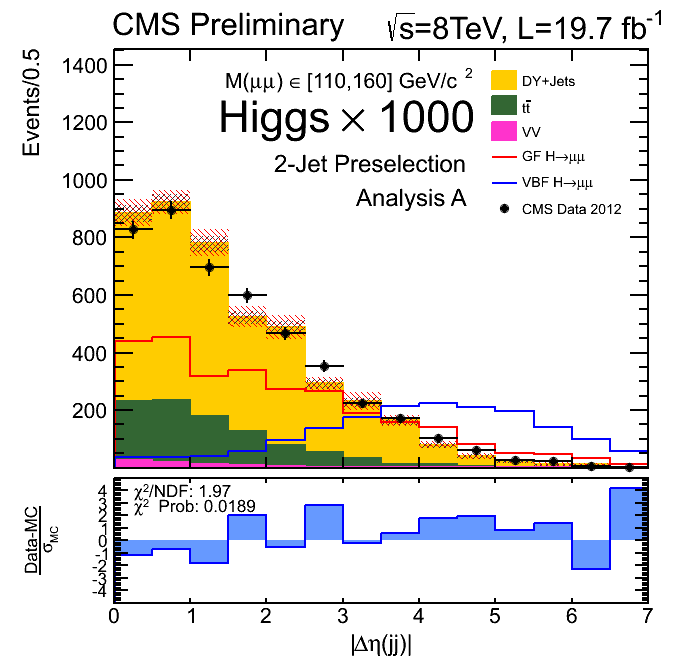 CMS Preliminary
√s=8TeV, L=19.7 fb⁻¹
Events/0.5
1400
1200
1000
800
600
400
200
M(μμ) ∈ [110,160] GeV/c ²
Higgs × 1000
2-Jet Preselection
Analysis A
DY+Jets
tt̄
VV
GF H→μμ
VBF H→μμ
CMS Data 2012
Data-MC
σMC
4
3
2
1
0
-1
-2
-3
-4
χ²/NDF: 1.97
χ² Prob: 0.0189
0 1 2 3 4 5 6 7
|Δη(jj)|